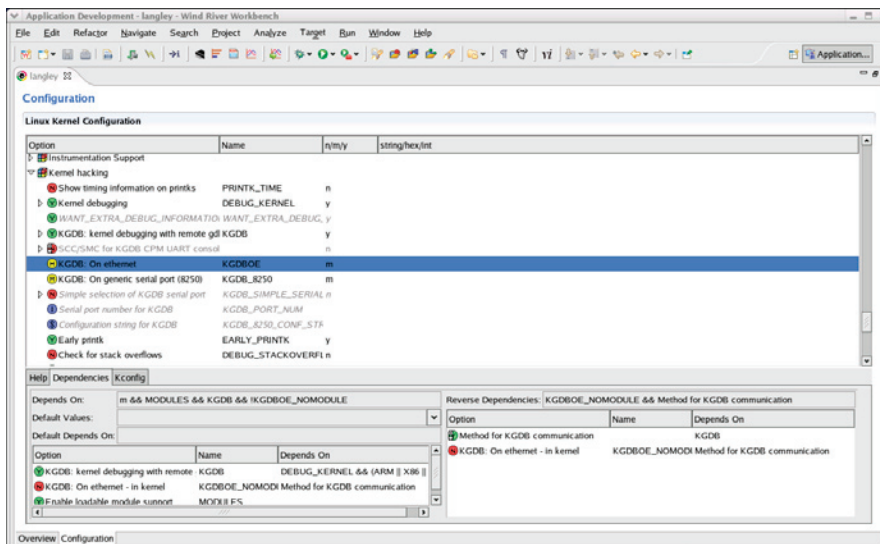 Application Development - langley - Wind River Workbench
File Edit Refactor Navigate Search Project Analyze Target Run Window Help
Application...
langley
Configuration
Linux Kernel Configuration
Option Name n/m/y string/hex/int
Instrumentation Support
Kernel hacking
Show timing information on printks PRINTK_TIME n
Kernel debugging DEBUG_KERNEL y
WANT_EXTRA_DEBUG_INFORMATIO WANT_EXTRA_DEBUG_ y
KGDB: kernel debugging with remote gdl KGDB y
SCC/SMC for KGDB CPM UART consol n
KGDB: On ethernet KGDBOE m
KGDB: On generic serial port (8250) KGDB_8250 m
Simple selection of KGDB serial port KGDB_SIMPLE_SERIAL n
Serial port number for KGDB KGDB_PORT_NUM
Configuration string for KGDB KGDB_8250_CONF_STR
Early printk EARLY_PRINTK y
Check for stack overflows DEBUG_STACKOVERFL n
Help Dependencies Kconfig
Depends On: m && MODULES && KGDB && !KGDBOE_NOMODULE
Default Values:
Default Depends On:
Option Name Depends On
KGDB: kernel debugging with remote KGDB DEBUG_KERNEL && (ARM || X86 ||
KGDB: On ethernet - in kernel KGDBOE_NOMODI Method for KGDB communication
Enable loadable module support MODULES
Reverse Dependencies: KGDBOE_NOMODULE && Method for KGDB communication
Option Name Depends On
Method for KGDB communication KGDB
KGDB: On ethernet - in kernel KGDBOE_NOMODI Method for KGDB communication
Overview Configuration